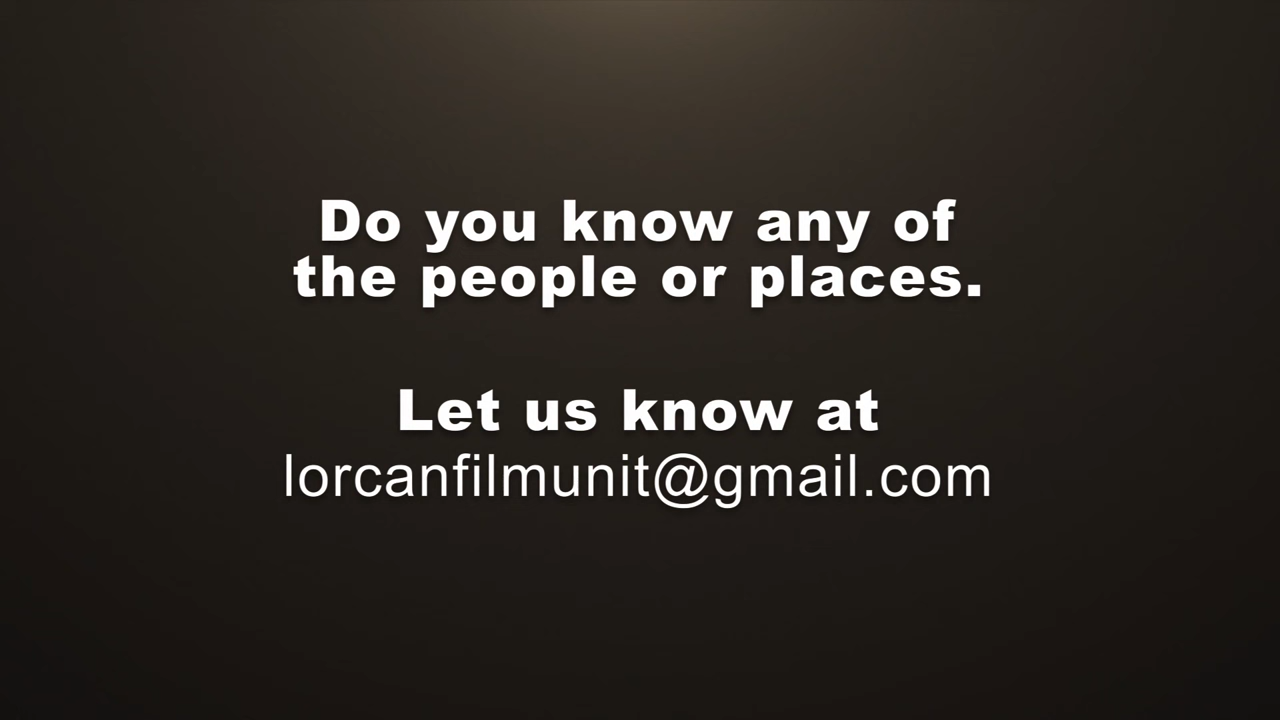 Do you know any of
the people or places.
Let us know at
lorcanfilmunit@gmail.com